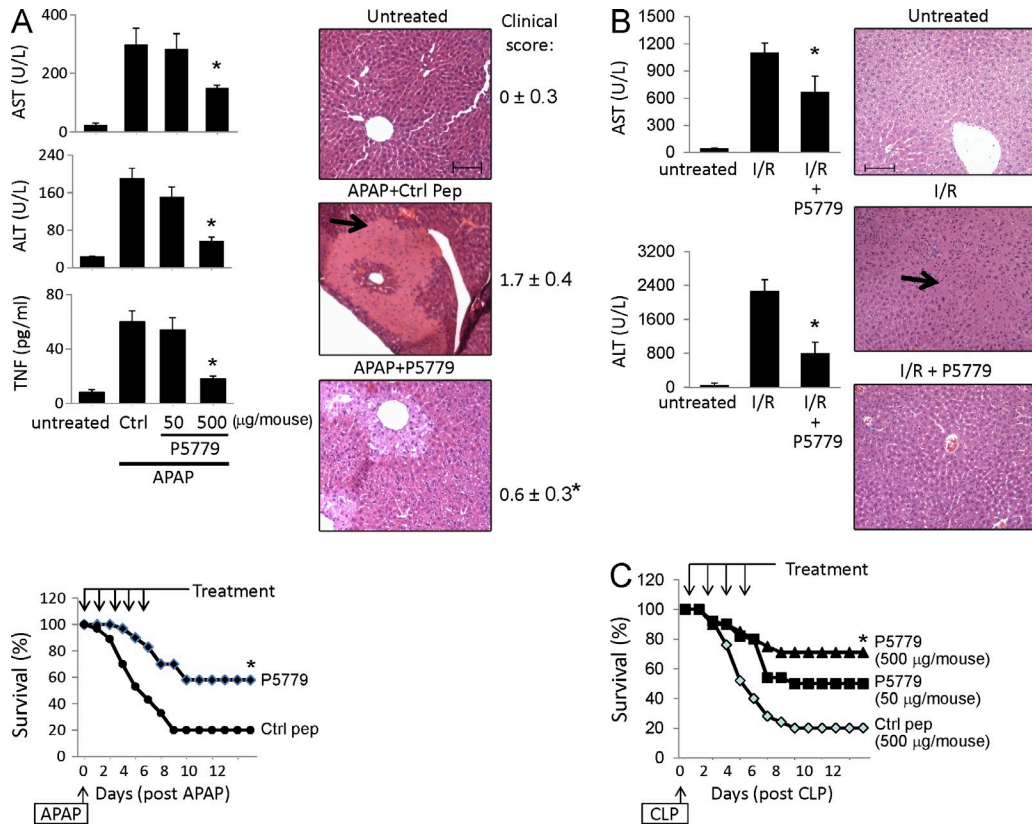 A
AST (U/L)
400
200
0
*
ALT (U/L)
240
160
80
0
*
TNF (pg/ml)
80
40
0
*
untreated Ctrl 50 500 (μg/mouse)
P5779
APAP
Untreated
Clinical
score:
0 ± 0.3
APAP+Ctrl Pep
1.7 ± 0.4
APAP+P5779
0.6 ± 0.3*
Survival (%)
120
100
80
60
40
20
0
Treatment
*
P5779
Ctrl pep
0 2 4 6 8 10 12
Days (post APAP)
APAP
B
AST (U/L)
1500
1200
900
600
300
0
*
untreated I/R I/R
+
P5779
ALT (U/L)
3200
2400
1600
800
0
*
untreated I/R I/R
+
P5779
Untreated
I/R
I/R + P5779
C
Survival (%)
120
100
80
60
40
20
0
Treatment
*
P5779
(500 μg/mouse)
P5779
(50 μg/mouse)
Ctrl pep
(500 μg/mouse)
0 2 4 6 8 10 12
Days (post CLP)
CLP